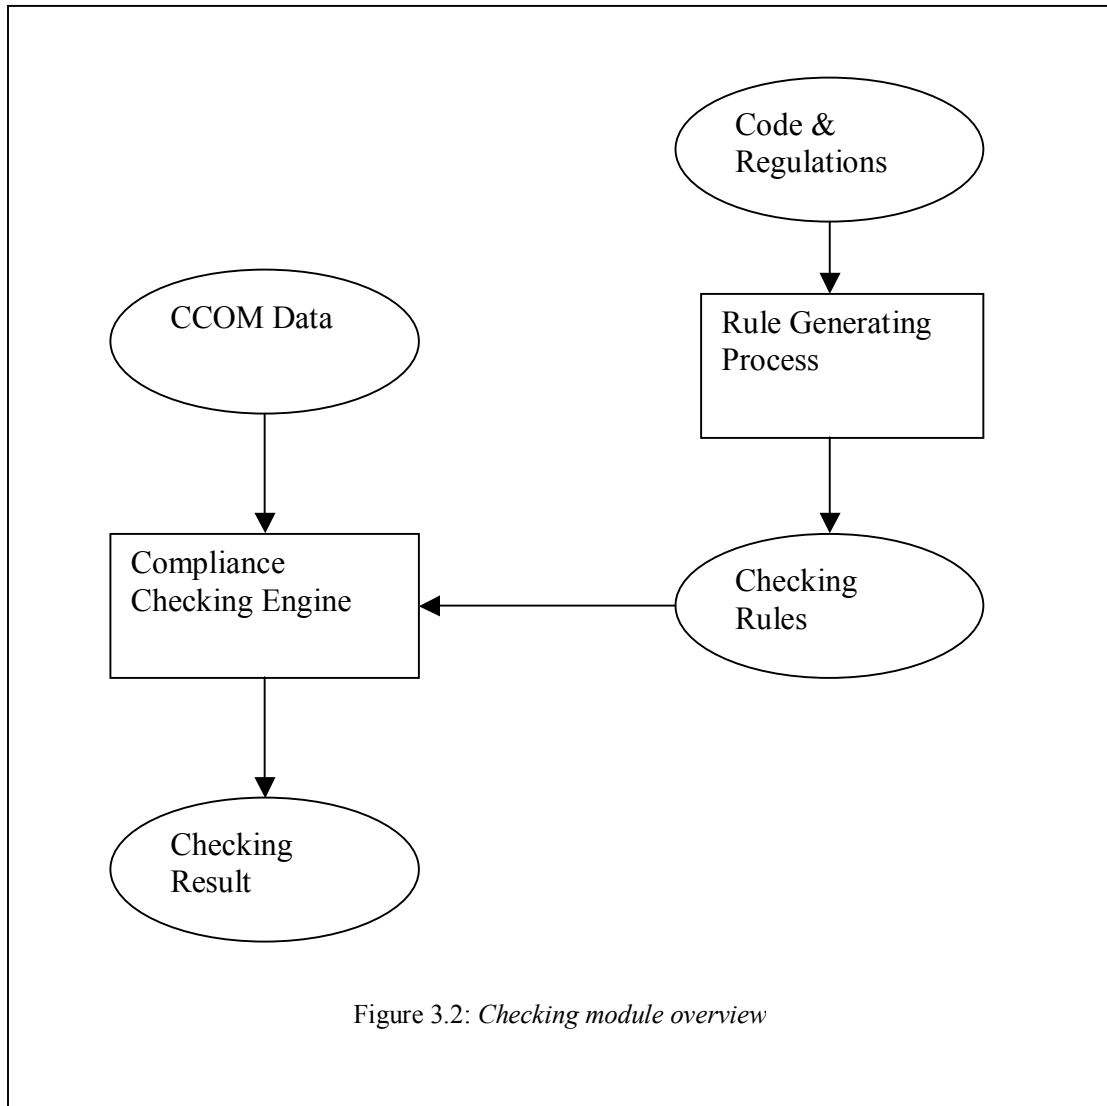 Code &
Regulations
CCOM Data
Rule Generating
Process
Compliance
Checking Engine
Checking
Rules
Checking
Result
Figure 3.2: Checking module overview